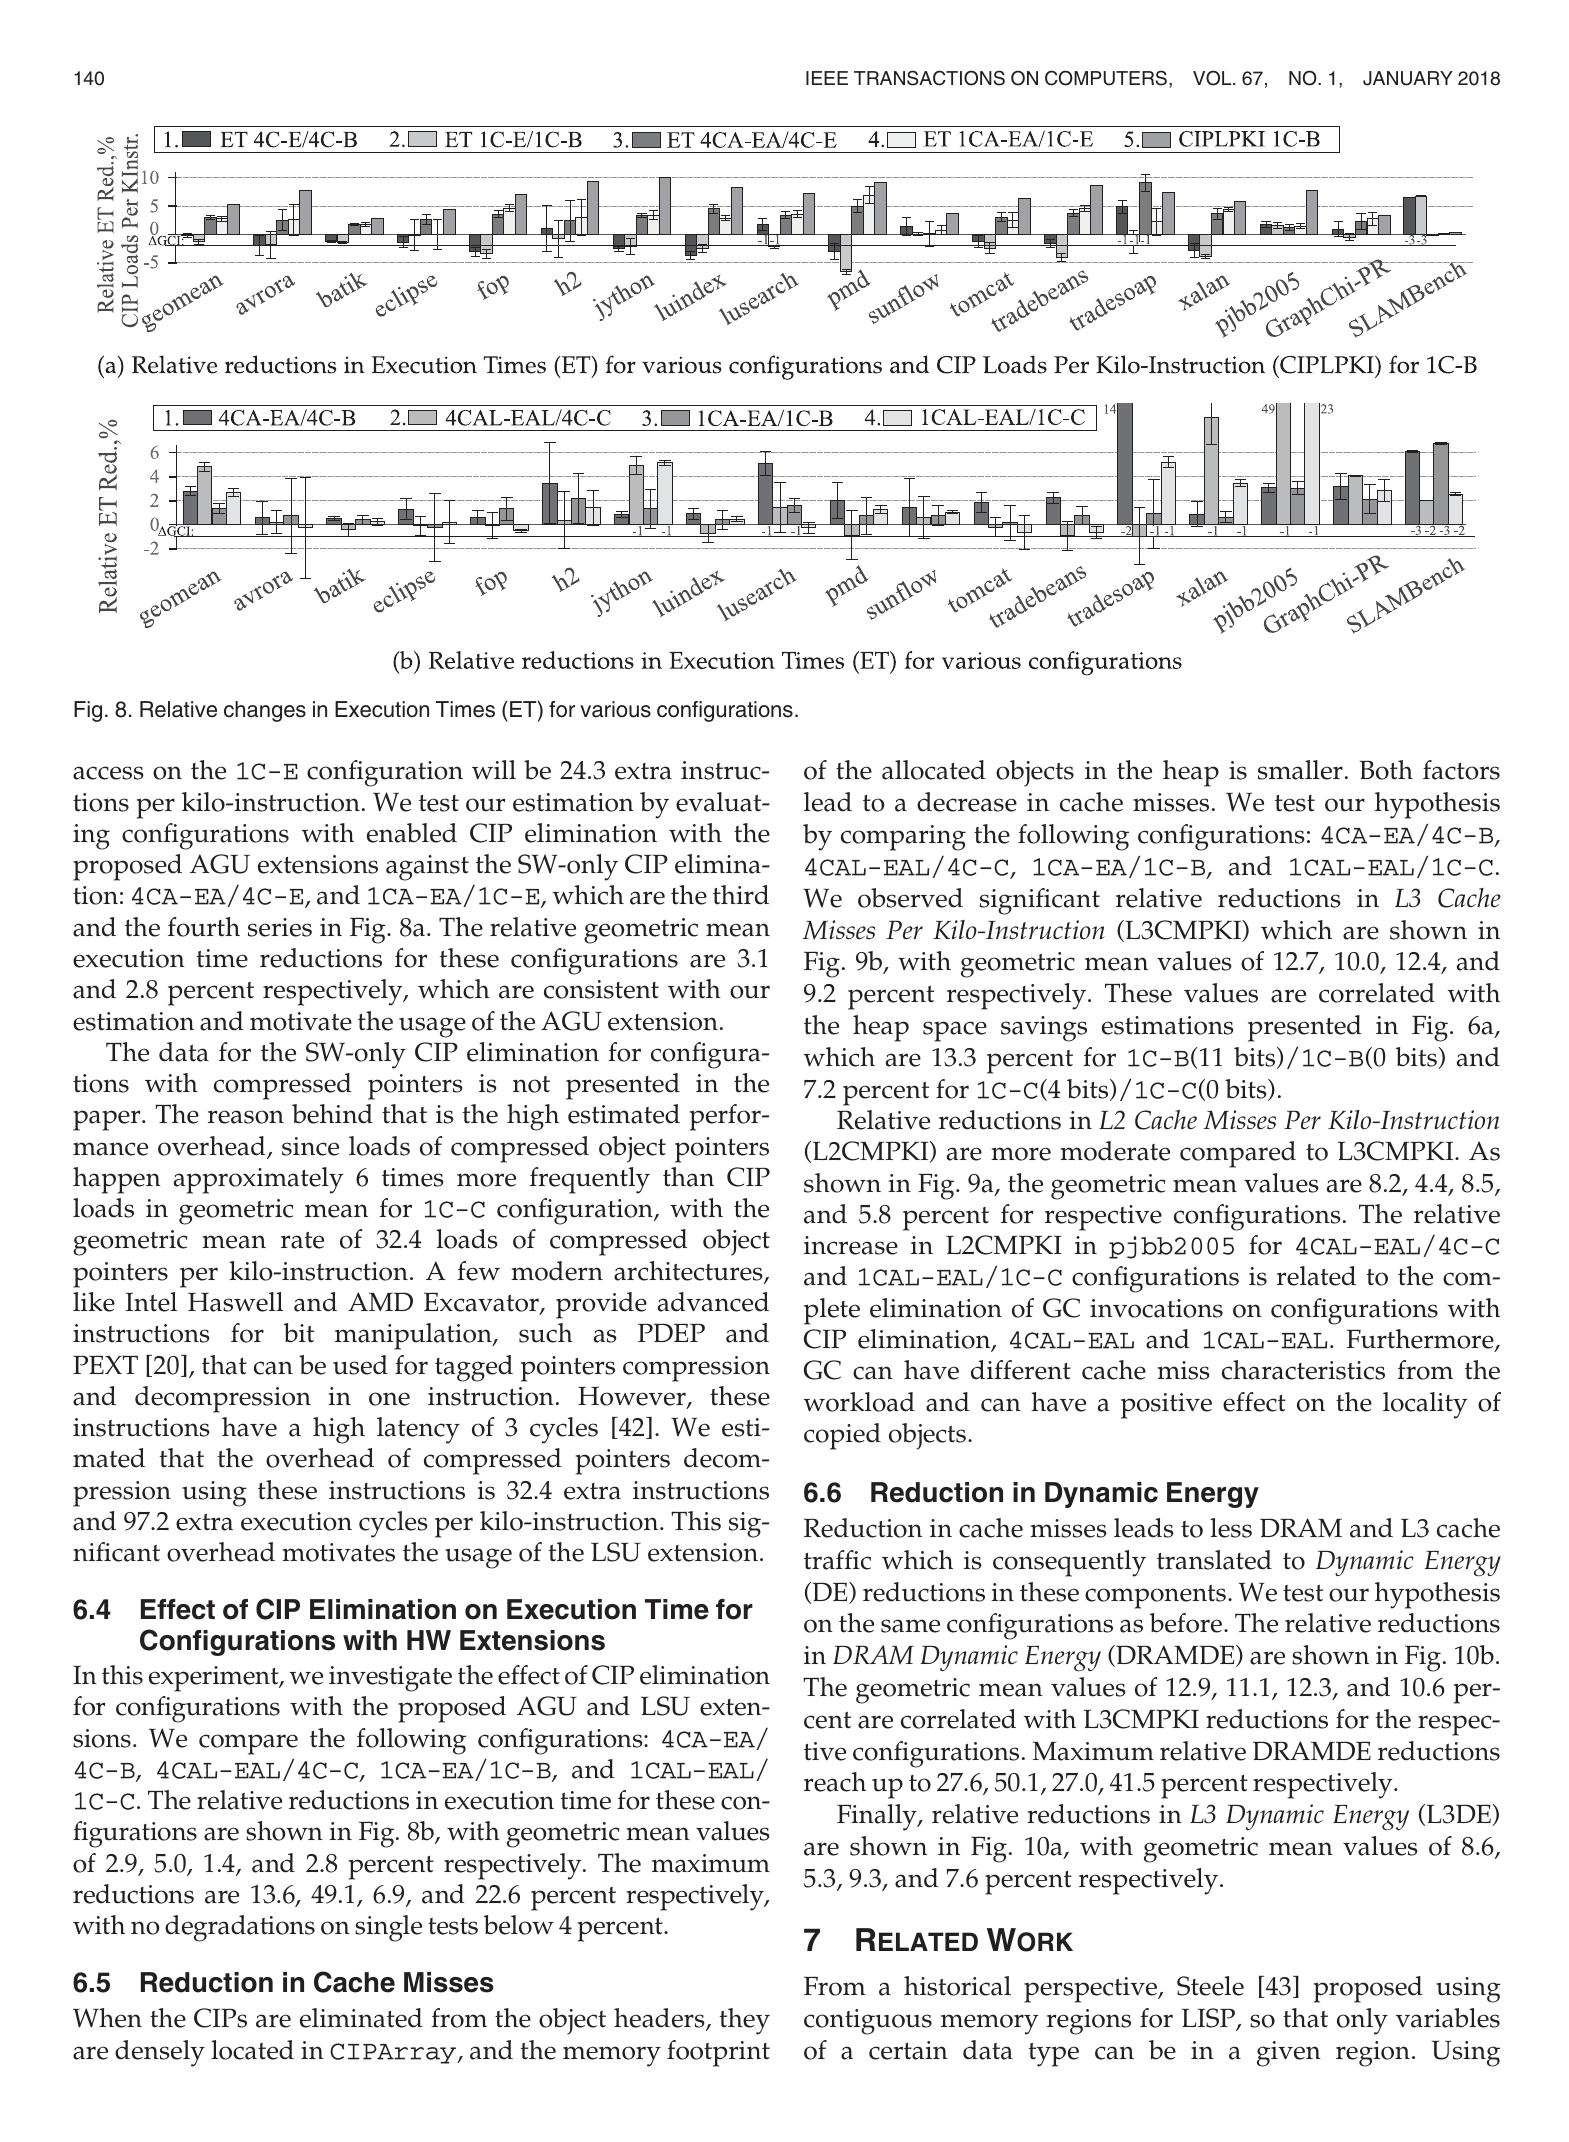 140
IEEE TRANSACTIONS ON COMPUTERS, VOL. 67, NO. 1, JANUARY 2018
Relative ET Red.,%
CIP Loads Per KInstr.
1. ET 4C-E/4C-B 2. ET 1C-E/1C-B 3. ET 4CA-EA/4C-E 4. ET 1CA-EA/1C-E 5. CIPLPKI 1C-B
10
5
0
ΔGCI:
-5
-1 -1
-1 -1 -1
-3 -3
geomean avrora batik eclipse fop h2 jython luindex lusearch pmd sunflow tomcat tradebeans tradesoap xalan pjbb2005 GraphChi-PR SLAMBench
(a) Relative reductions in Execution Times (ET) for various configurations and CIP Loads Per Kilo-Instruction (CIPLPKI) for 1C-B
Relative ET Red.,%
1. 4CA-EA/4C-B 2. 4CAL-EAL/4C-C 3. 1CA-EA/1C-B 4. 1CAL-EAL/1C-C
14
49
23
6
4
2
0
ΔGCI:
-2
-1 -1
-1 -1
-2 -1 -1
-1 -1
-1 -1
-3 -2 -3 -2
geomean avrora batik eclipse fop h2 jython luindex lusearch pmd sunflow tomcat tradebeans tradesoap xalan pjbb2005 GraphChi-PR SLAMBench
(b) Relative reductions in Execution Times (ET) for various configurations
Fig. 8. Relative changes in Execution Times (ET) for various configurations.
access on the 1C-E configuration will be 24.3 extra instruc-
tions per kilo-instruction. We test our estimation by evaluat-
ing configurations with enabled CIP elimination with the
proposed AGU extensions against the SW-only CIP elimina-
tion: 4CA-EA/4C-E, and 1CA-EA/1C-E, which are the third
and the fourth series in Fig. 8a. The relative geometric mean
execution time reductions for these configurations are 3.1
and 2.8 percent respectively, which are consistent with our
estimation and motivate the usage of the AGU extension.
The data for the SW-only CIP elimination for configura-
tions with compressed pointers is not presented in the
paper. The reason behind that is the high estimated perfor-
mance overhead, since loads of compressed object pointers
happen approximately 6 times more frequently than CIP
loads in geometric mean for 1C-C configuration, with the
geometric mean rate of 32.4 loads of compressed object
pointers per kilo-instruction. A few modern architectures,
like Intel Haswell and AMD Excavator, provide advanced
instructions for bit manipulation, such as PDEP and
PEXT [20], that can be used for tagged pointers compression
and decompression in one instruction. However, these
instructions have a high latency of 3 cycles [42]. We esti-
mated that the overhead of compressed pointers decom-
pression using these instructions is 32.4 extra instructions
and 97.2 extra execution cycles per kilo-instruction. This sig-
nificant overhead motivates the usage of the LSU extension.
6.4 Effect of CIP Elimination on Execution Time for
Configurations with HW Extensions
In this experiment, we investigate the effect of CIP elimination
for configurations with the proposed AGU and LSU exten-
sions. We compare the following configurations: 4CA-EA/
4C-B, 4CAL-EAL/4C-C, 1CA-EA/1C-B, and 1CAL-EAL/
1C-C. The relative reductions in execution time for these con-
figurations are shown in Fig. 8b, with geometric mean values
of 2.9, 5.0, 1.4, and 2.8 percent respectively. The maximum
reductions are 13.6, 49.1, 6.9, and 22.6 percent respectively,
with no degradations on single tests below 4 percent.
6.5 Reduction in Cache Misses
When the CIPs are eliminated from the object headers, they
are densely located in CIPArray, and the memory footprint
of the allocated objects in the heap is smaller. Both factors
lead to a decrease in cache misses. We test our hypothesis
by comparing the following configurations: 4CA-EA/4C-B,
4CAL-EAL/4C-C, 1CA-EA/1C-B, and 1CAL-EAL/1C-C.
We observed significant relative reductions in L3 Cache
Misses Per Kilo-Instruction (L3CMPKI) which are shown in
Fig. 9b, with geometric mean values of 12.7, 10.0, 12.4, and
9.2 percent respectively. These values are correlated with
the heap space savings estimations presented in Fig. 6a,
which are 13.3 percent for 1C-B(11 bits)/1C-B(0 bits) and
7.2 percent for 1C-C(4 bits)/1C-C(0 bits).
Relative reductions in L2 Cache Misses Per Kilo-Instruction
(L2CMPKI) are more moderate compared to L3CMPKI. As
shown in Fig. 9a, the geometric mean values are 8.2, 4.4, 8.5,
and 5.8 percent for respective configurations. The relative
increase in L2CMPKI in pjbb2005 for 4CAL-EAL/4C-C
and 1CAL-EAL/1C-C configurations is related to the com-
plete elimination of GC invocations on configurations with
CIP elimination, 4CAL-EAL and 1CAL-EAL. Furthermore,
GC can have different cache miss characteristics from the
workload and can have a positive effect on the locality of
copied objects.
6.6 Reduction in Dynamic Energy
Reduction in cache misses leads to less DRAM and L3 cache
traffic which is consequently translated to Dynamic Energy
(DE) reductions in these components. We test our hypothesis
on the same configurations as before. The relative reductions
in DRAM Dynamic Energy (DRAMDE) are shown in Fig. 10b.
The geometric mean values of 12.9, 11.1, 12.3, and 10.6 per-
cent are correlated with L3CMPKI reductions for the respec-
tive configurations. Maximum relative DRAMDE reductions
reach up to 27.6, 50.1, 27.0, 41.5 percent respectively.
Finally, relative reductions in L3 Dynamic Energy (L3DE)
are shown in Fig. 10a, with geometric mean values of 8.6,
5.3, 9.3, and 7.6 percent respectively.
7 RELATED WORK
From a historical perspective, Steele [43] proposed using
contiguous memory regions for LISP, so that only variables
of a certain data type can be in a given region. Using